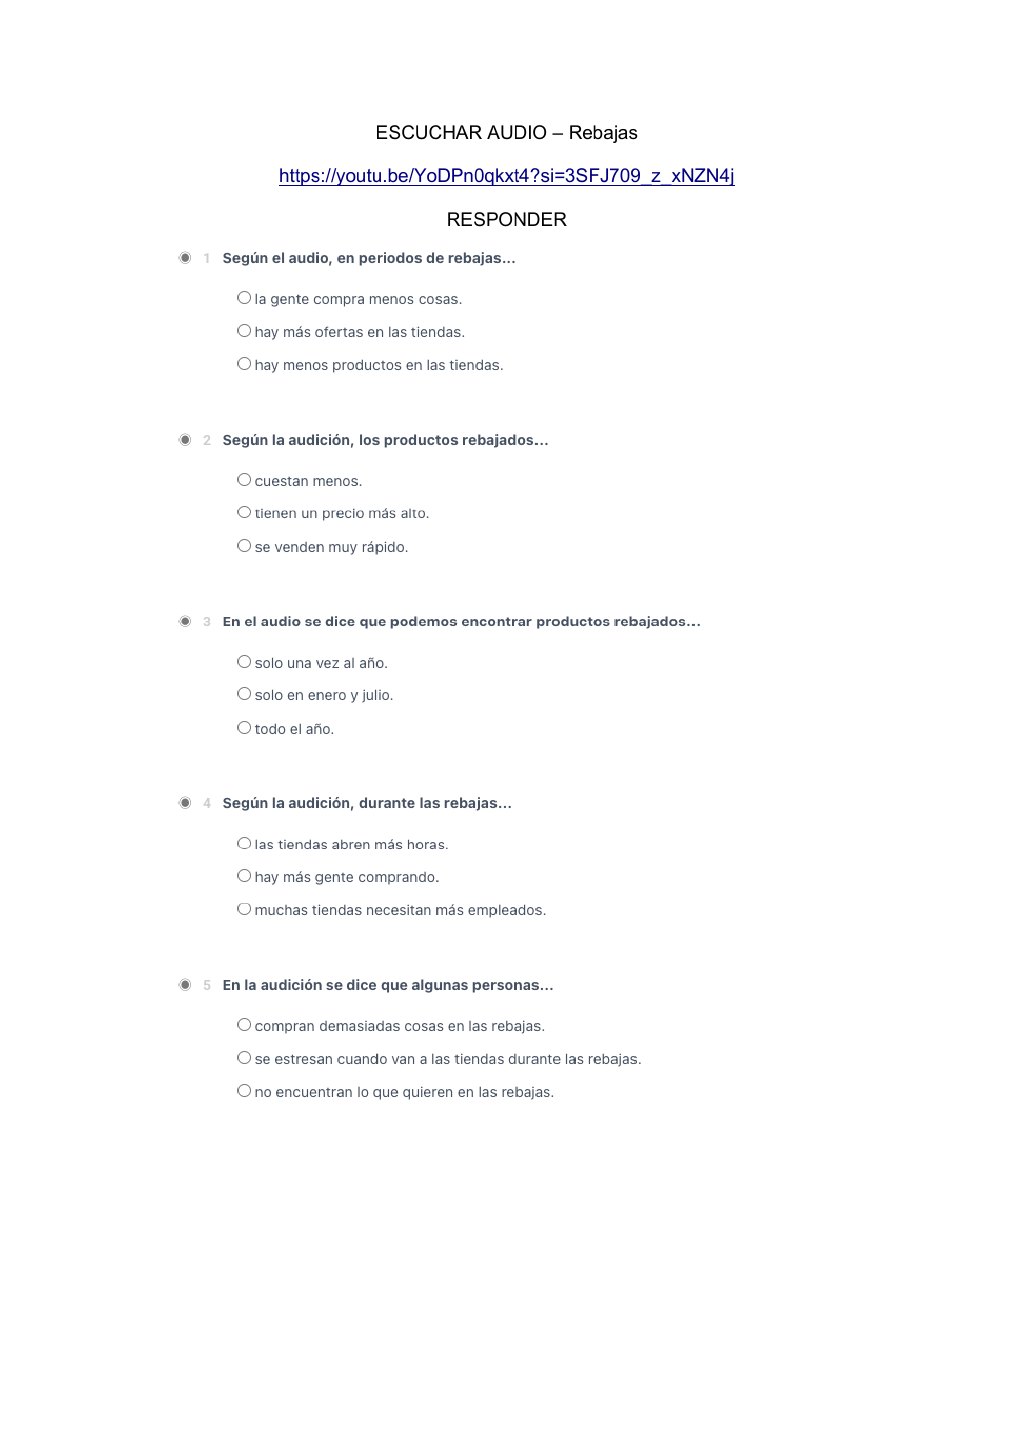 ESCUCHAR AUDIO – Rebajas
https://youtu.be/YoDPn0qkxt4?si=3SFJ709_z_xNZN4j
RESPONDER
1 Según el audio, en periodos de rebajas...
la gente compra menos cosas.
hay más ofertas en las tiendas.
hay menos productos en las tiendas.
2 Según la audición, los productos rebajados...
cuestan menos.
tienen un precio más alto.
se venden muy rápido.
3 En el audio se dice que podemos encontrar productos rebajados...
solo una vez al año.
solo en enero y julio.
todo el año.
4 Según la audición, durante las rebajas...
las tiendas abren más horas.
hay más gente comprando.
muchas tiendas necesitan más empleados.
5 En la audición se dice que algunas personas...
compran demasiadas cosas en las rebajas.
se estresan cuando van a las tiendas durante las rebajas.
no encuentran lo que quieren en las rebajas.